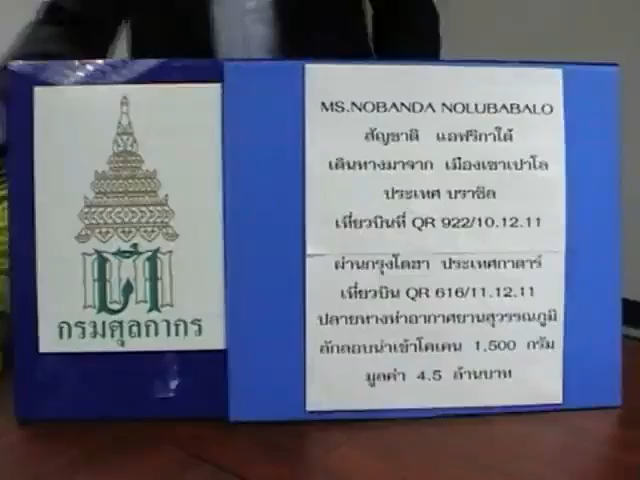 กรมศุลกากร
MS.NOBANDA NOLUBABALO
สัญชาติ แอฟริกาใต้
เดินทางมาจาก เมืองเซาเปาโล
ประเทศ บราซิล
เที่ยวบินที่ QR 922/10.12.11
ผ่านกรุงโดฮา ประเทศกาตาร์
เที่ยวบิน QR 616/11.12.11
ปลายทางท่าอากาศยานสุวรรณภูมิ
ลักลอบนำเข้าโคเคน 1,500 กรัม
มูลค่า 4.5 ล้านบาท